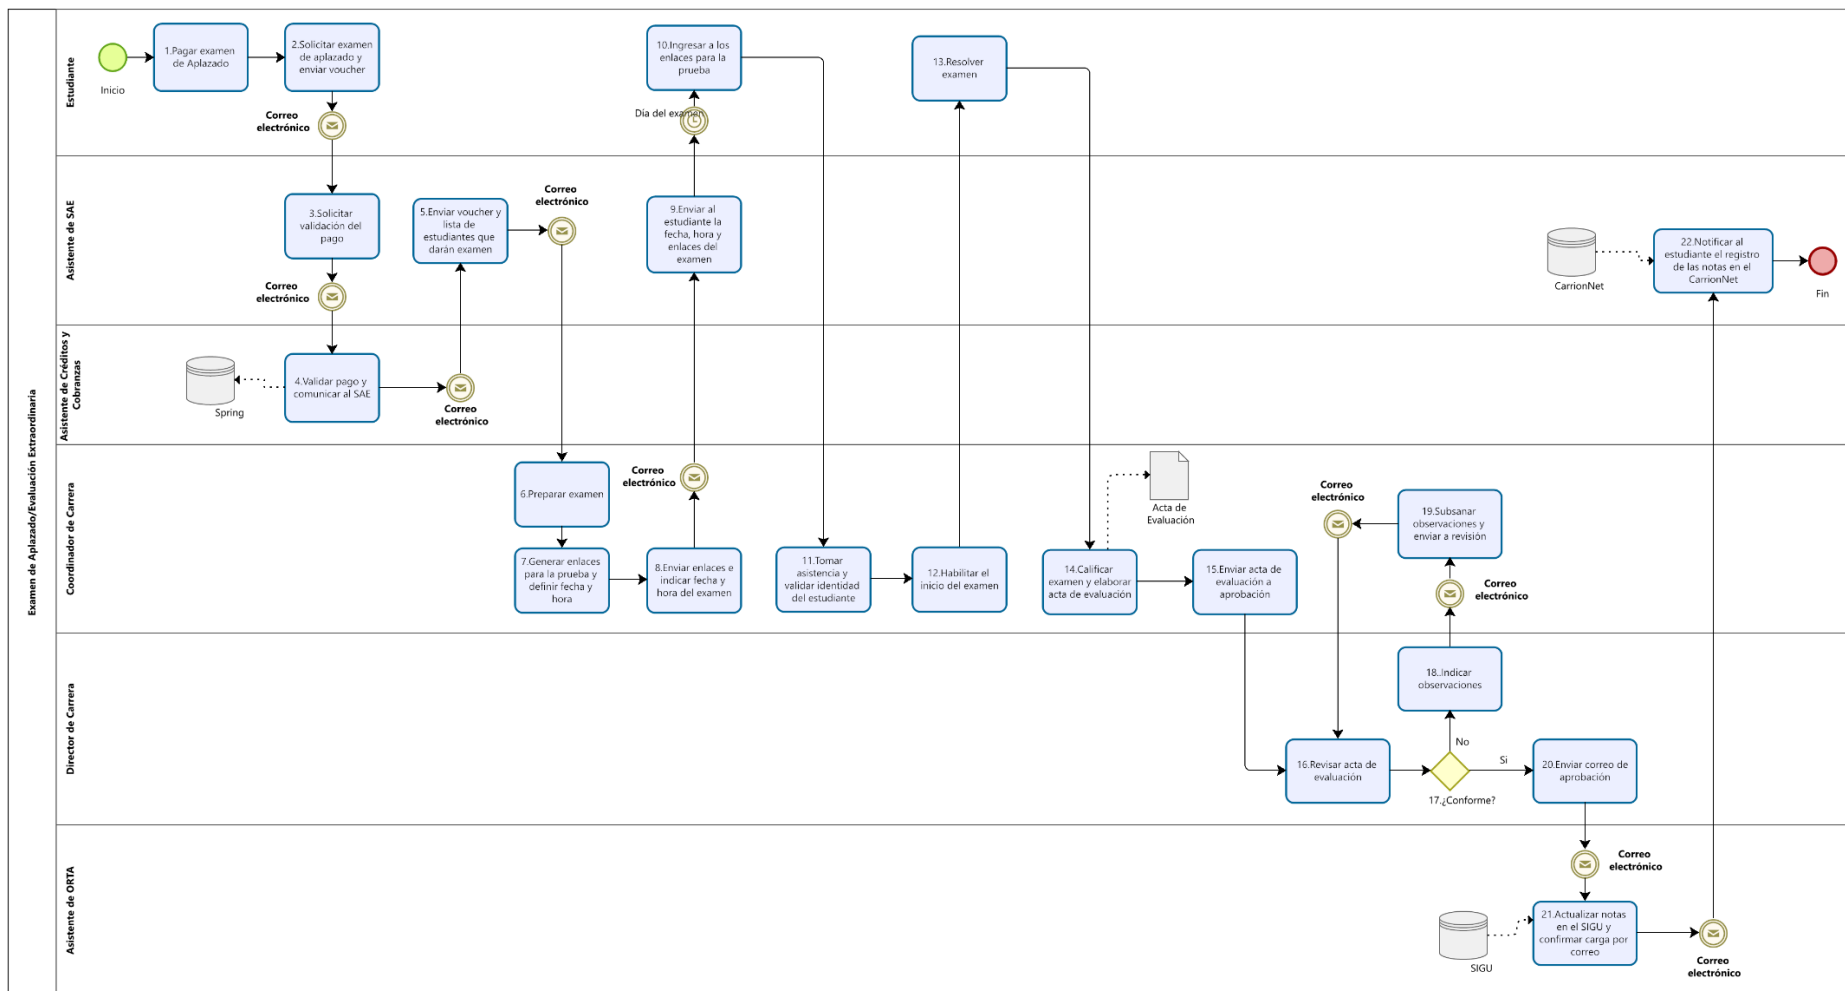 Examen de Aplazado/Evaluación Extraordinaria
Estudiante
Inicio
1.Pagar examen
de Aplazado
2.Solicitar examen
de aplazado y
enviar voucher
Correo
electrónico
10.Ingresar a los
enlaces para la
prueba
Dia del examen
13.Resolver
examen
Asistente de SAE
3.Solicitar
validación del
pago
Correo
electrónico
5.Enviar voucher y
lista de
estudiantes que
darán examen
Correo
electrónico
9.Enviar al
estudiante la
fecha, hora y
enlaces del
examen
CarrionNet
22.Notificar al
estudiante el registro
de las notas en el
CarrionNet
Fin
Asistente de Créditos y
Cobranzas
Spring
4.Validar pago y
comunicar al SAE
Correo
electrónico
Coordinador de Carrera
6.Preparar examen
7.Generar enlaces
para la prueba y
definir fecha y
hora
Correo
electrónico
8.Enviar enlaces e
indicar fecha y
hora del examen
11.Tomar
asistencia y
validar identidad
del estudiante
12.Habilitar el
inicio del examen
Acta de
Evaluación
14.Calificar
examen y elaborar
acta de evaluación
15.Enviar acta de
evaluación a
aprobación
Correo
electrónico
19.Subsanar
observaciones y
enviar a revisión
Correo
electrónico
Director de Carrera
18..Indicar
observaciones
16.Revisar acta de
evaluación
No
Si
17.¿Conforme?
20.Enviar correo de
aprobación
Asistente de ORTA
Correo
electrónico
SIGU
21.Actualizar notas
en el SIGU y
confirmar carga por
correo
Correo
electrónico